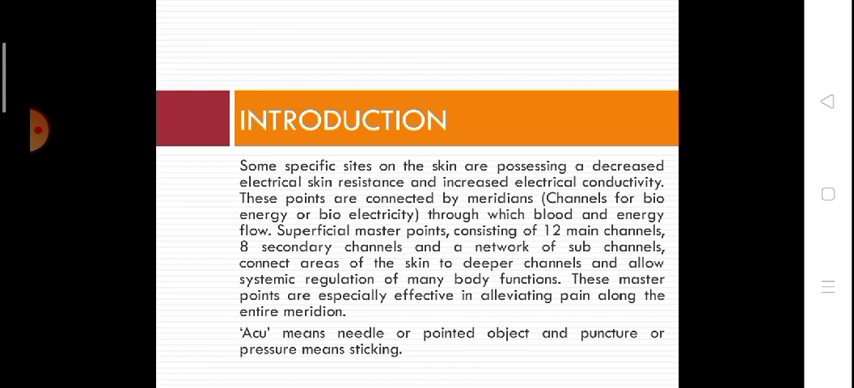 INTRODUCTION
Some specific sites on the skin are possessing a decreased
electrical skin resistance and increased electrical conductivity.
These points are connected by meridians (Channels for bio
energy or bio electricity) through which blood and energy
flow. Superficial master points, consisting of 12 main channels,
8 secondary channels and a network of sub channels,
connect areas of the skin to deeper channels and allow
systemic regulation of many body functions. These master
points are especially effective in alleviating pain along the
entire meridion.
‘Acu’ means needle or pointed object and puncture or
pressure means sticking.